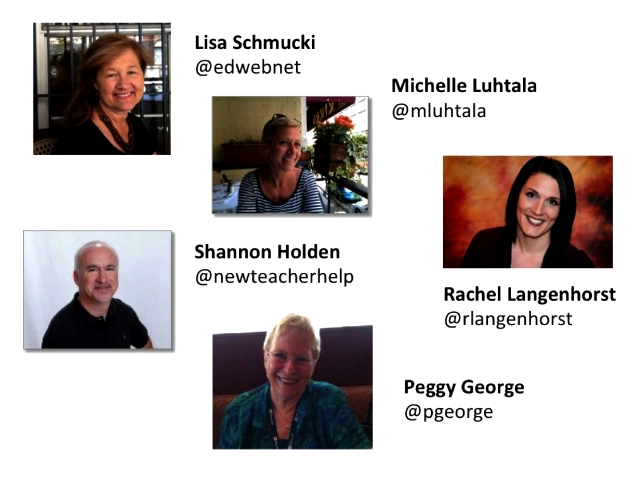 Lisa Schmucki
@edwebnet
Michelle Luhtala
@mluhtala
Shannon Holden
@newteacherhelp
Rachel Langenhorst
@rlangenhorst
Peggy George
@pgeorge